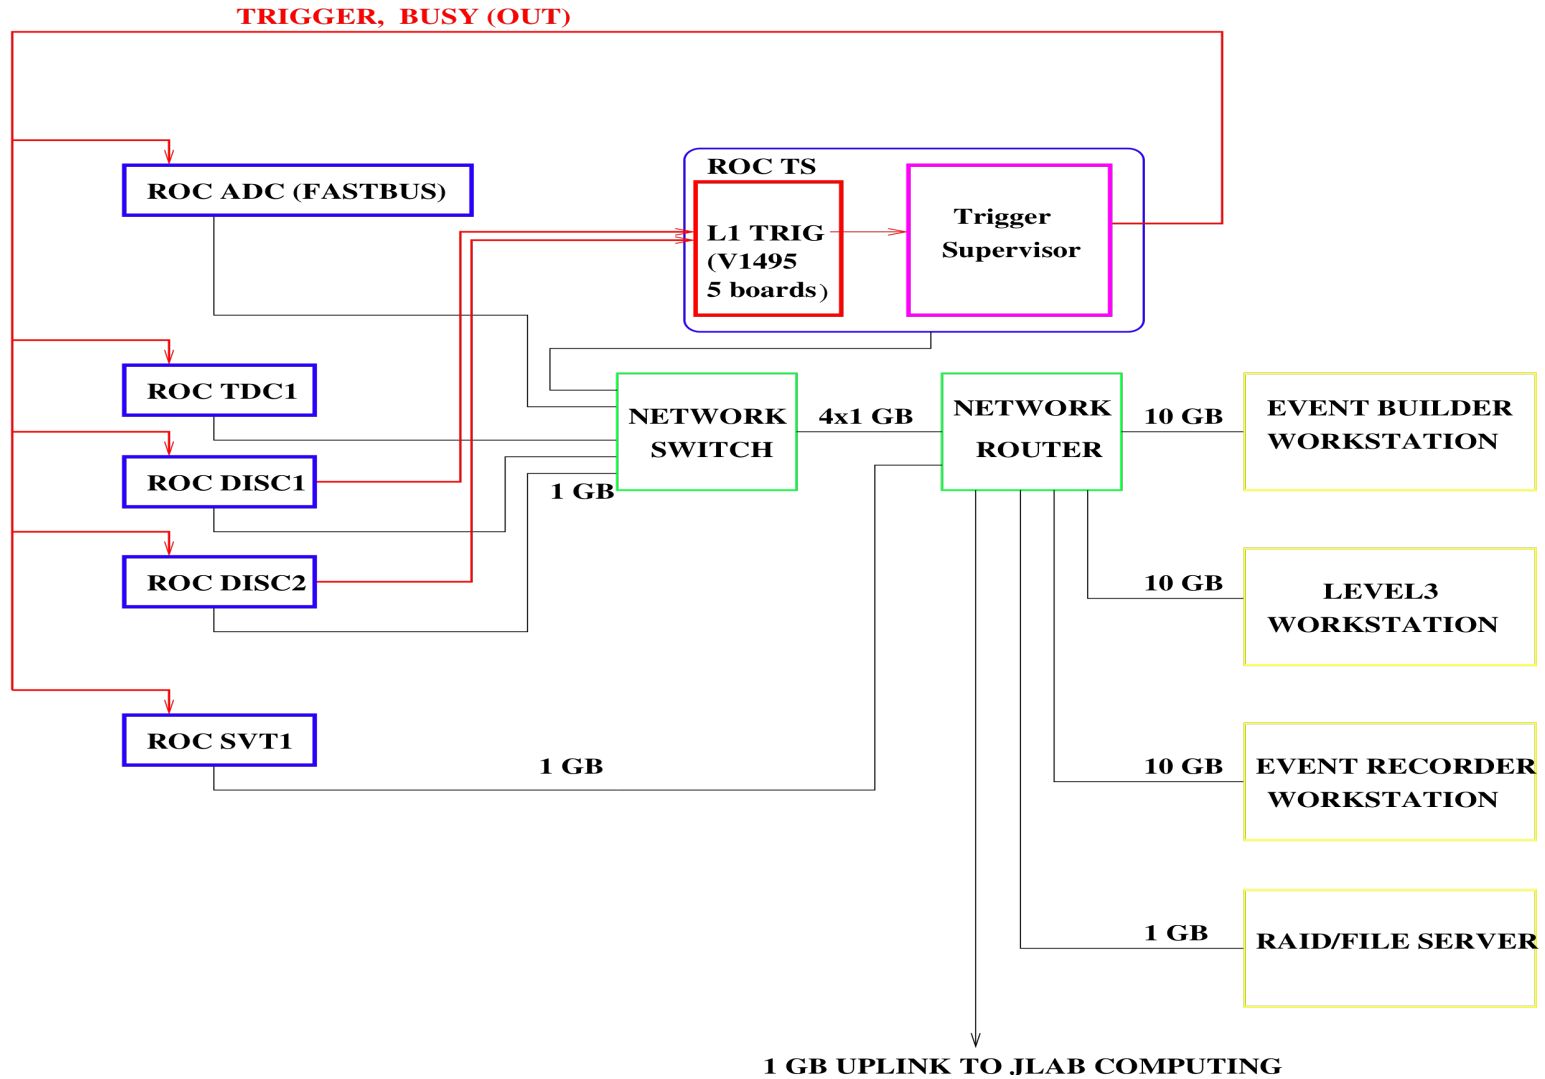 TRIGGER, BUSY (OUT)
ROC TS
ROC ADC (FASTBUS)
L1 TRIG
(V1495
5 boards)
Trigger
Supervisor
ROC TDC1
ROC DISC1
ROC DISC2
ROC SVT1
NETWORK
SWITCH
1 GB
4x1 GB
NETWORK
ROUTER
10 GB
EVENT BUILDER
WORKSTATION
10 GB
LEVEL3
WORKSTATION
1 GB
10 GB
EVENT RECORDER
WORKSTATION
1 GB
RAID/FILE SERVER
1 GB UPLINK TO JLAB COMPUTING